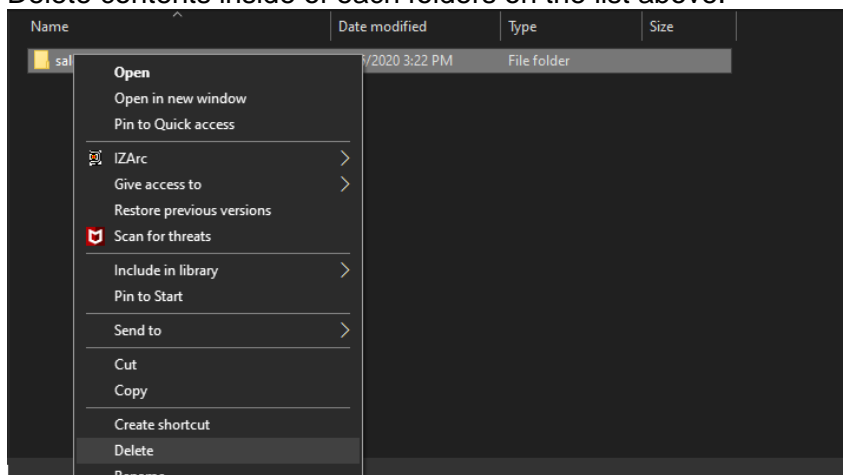 Delete contents inside of each folders on the list above.
Name Date modified Type Size
sal /2020 3:22 PM File folder
Open
Open in new window
Pin to Quick access
IZArc
Give access to
Restore previous versions
Scan for threats
Include in library
Pin to Start
Send to
Cut
Copy
Create shortcut
Delete
Rename